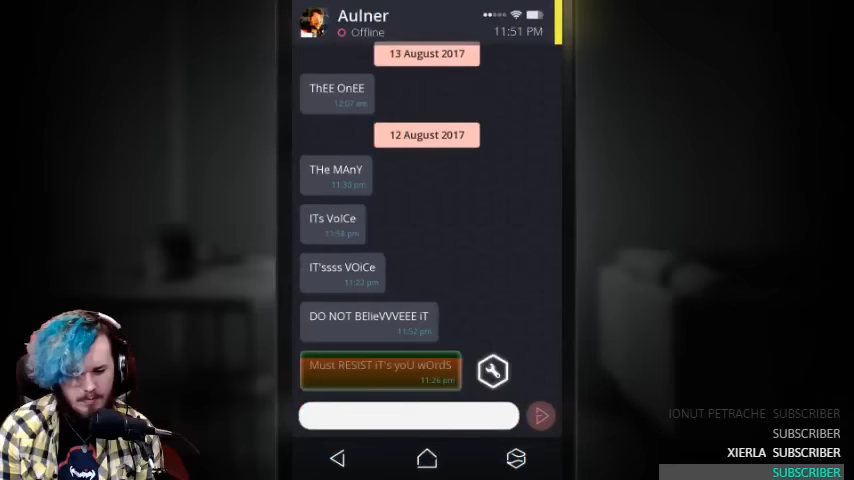 Aulner
Offline
11:51 PM
13 August 2017
ThEE OnEE
12:07 am
12 August 2017
THe MAnY
11:30 pm
ITs VoICe
11:58 pm
IT'ssss VOiCe
11:22 pm
DO NOT BElieVVVEEE iT
11:52 pm
Must RESIST iT's yoU wOrdS
11:26 pm
IONUT PETRACHE SUBSCRIBER
SUBSCRIBER
XIERLA SUBSCRIBER
SUBSCRIBER